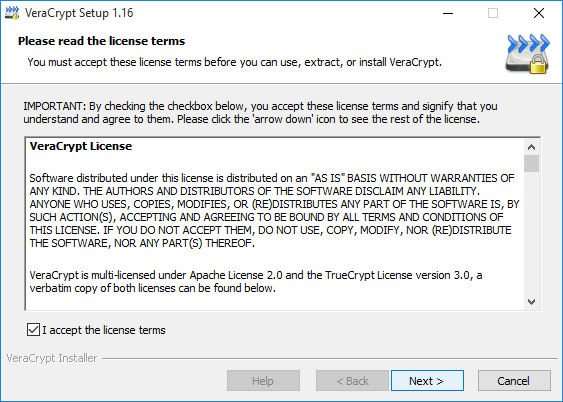 VeraCrypt Setup 1.16
Please read the license terms
You must accept these license terms before you can use, extract, or install VeraCrypt.
IMPORTANT: By checking the checkbox below, you accept these license terms and signify that you
understand and agree to them. Please click the 'arrow down' icon to see the rest of the license.
VeraCrypt License
Software distributed under this license is distributed on an "AS IS" BASIS WITHOUT WARRANTIES OF
ANY KIND. THE AUTHORS AND DISTRIBUTORS OF THE SOFTWARE DISCLAIM ANY LIABILITY.
ANYONE WHO USES, COPIES, MODIFIES, OR (RE)DISTRIBUTES ANY PART OF THE SOFTWARE IS, BY
SUCH ACTION(S), ACCEPTING AND AGREEING TO BE BOUND BY ALL TERMS AND CONDITIONS OF
THIS LICENSE. IF YOU DO NOT ACCEPT THEM, DO NOT USE, COPY, MODIFY, NOR (RE)DISTRIBUTE
THE SOFTWARE, NOR ANY PART(S) THEREOF.
VeraCrypt is multi-licensed under Apache License 2.0 and the TrueCrypt License version 3.0, a
verbatim copy of both licenses can be found below.
I accept the license terms
VeraCrypt Installer
Help
< Back
Next >
Cancel